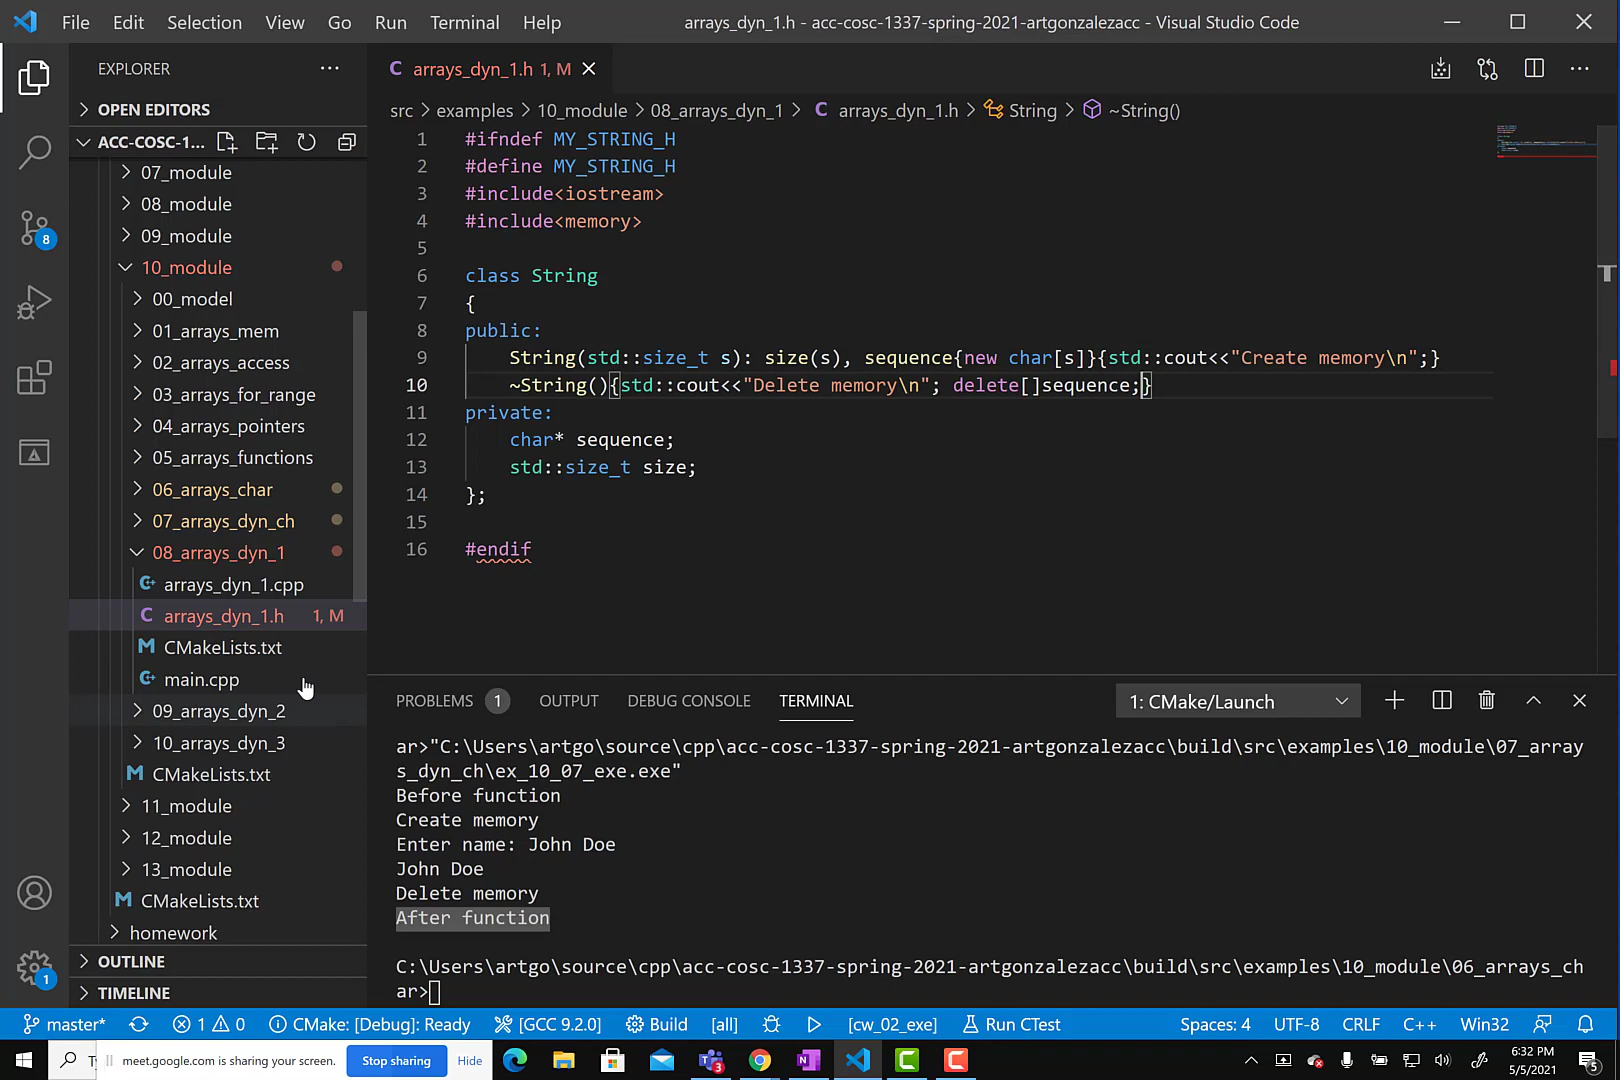 File Edit Selection View Go Run Terminal Help
arrays_dyn_1.h - acc-cosc-1337-spring-2021-artgonzalezacc - Visual Studio Code
EXPLORER
OPEN EDITORS
ACC-COSC-1...
07_module
08_module
09_module
10_module
00_model
01_arrays_mem
02_arrays_access
03_arrays_for_range
04_arrays_pointers
05_arrays_functions
06_arrays_char
07_arrays_dyn_ch
08_arrays_dyn_1
arrays_dyn_1.cpp
arrays_dyn_1.h 1, M
CMakeLists.txt
main.cpp
09_arrays_dyn_2
10_arrays_dyn_3
CMakeLists.txt
11_module
12_module
13_module
CMakeLists.txt
homework
OUTLINE
TIMELINE
8
1
arrays_dyn_1.h 1, M
src > examples > 10_module > 08_arrays_dyn_1 > C arrays_dyn_1.h > String > ~String()
1 #ifndef MY_STRING_H
2 #define MY_STRING_H
3 #include<iostream>
4 #include<memory>
5
6 class String
7 {
8 public:
9 String(std::size_t s): size(s), sequence{new char[s]}{std::cout<<"Create memory\n";}
10 ~String(){std::cout<<"Delete memory\n"; delete[]sequence;}
11 private:
12 char* sequence;
13 std::size_t size;
14 };
15
16 #endif
PROBLEMS 1 OUTPUT DEBUG CONSOLE TERMINAL
1: CMake/Launch
ar>"C:\Users\artgo\source\cpp\acc-cosc-1337-spring-2021-artgonzalezacc\build\src\examples\10_module\07_array
s_dyn_ch\ex_10_07_exe.exe"
Before function
Create memory
Enter name: John Doe
John Doe
Delete memory
After function
C:\Users\artgo\source\cpp\acc-cosc-1337-spring-2021-artgonzalezacc\build\src\examples\10_module\06_arrays_ch
ar>
master* 1 0 CMake: [Debug]: Ready [GCC 9.2.0] Build [all] [cw_02_exe] Run CTest Spaces: 4 UTF-8 CRLF C++ Win32
meet.google.com is sharing your screen. Stop sharing Hide
3
6:32 PM
5/5/2021
5